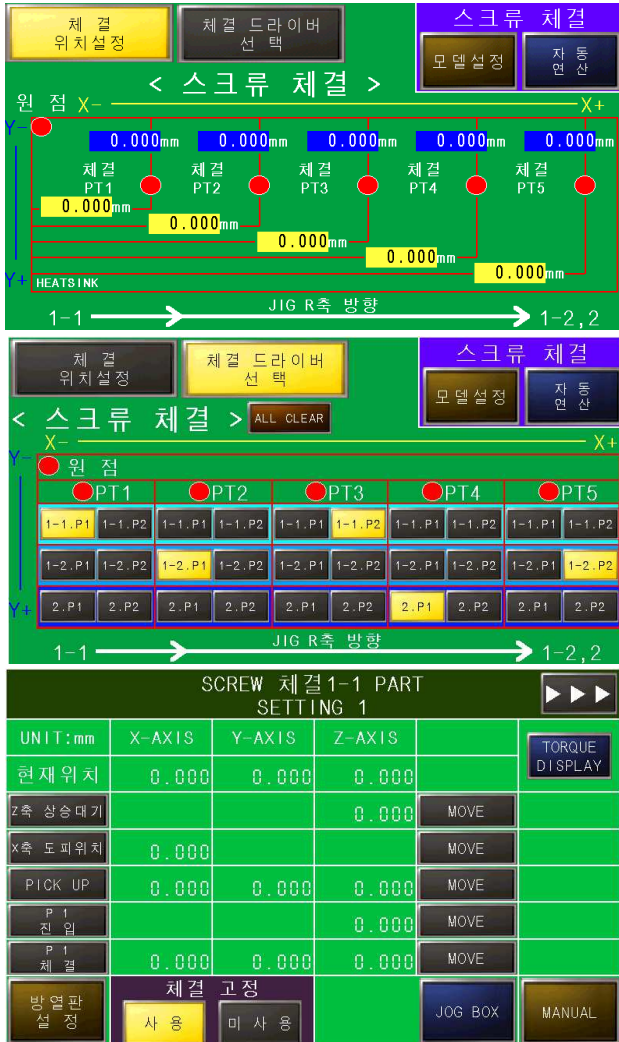 체 결
위치설정
체결 드라이버
선 택
스크류 체결
모델설정
자 동
연 산
< 스크류 체결 >
원 점 X- X+
Y-
0.000mm 0.000mm 0.000mm 0.000mm 0.000mm
체결 체결 체결 체결 체결
PT1 PT2 PT3 PT4 PT5
0.000mm
0.000mm
0.000mm
0.000mm
0.000mm
Y+ HEATSINK
JIG R축 방향
1-1 1-2,2
체 결
위치설정
체결 드라이버
선 택
스크류 체결
모델설정
자 동
연 산
< 스크류 체결 > ALL CLEAR
X- X+
Y-
원 점
PT1 PT2 PT3 PT4 PT5
1-1.P1 1-1.P2 1-1.P1 1-1.P2 1-1.P1 1-1.P2 1-1.P1 1-1.P2 1-1.P1 1-1.P2
1-2.P1 1-2.P2 1-2.P1 1-2.P2 1-2.P1 1-2.P2 1-2.P1 1-2.P2 1-2.P1 1-2.P2
Y+ 2.P1 2.P2 2.P1 2.P2 2.P1 2.P2 2.P1 2.P2 2.P1 2.P2
JIG R축 방향
1-1 1-2,2
SCREW 체결1-1 PART
SETTING 1
UNIT:mm X-AXIS Y-AXIS Z-AXIS
TORQUE
DISPLAY
현재위치 0.000 0.000 0.000
Z축 상승대기 0.000 MOVE
X축 도피위치 0.000 MOVE
PICK UP 0.000 0.000 0.000 MOVE
P 1
진 입 0.000 MOVE
P 1
체 결 0.000 0.000 0.000 MOVE
방열판
설 정
체결 고정
사 용 미 사 용
JOG BOX MANUAL